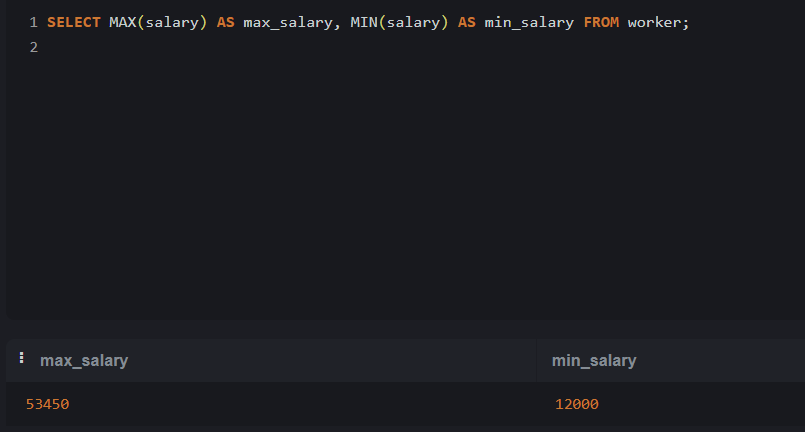 1 SELECT MAX(salary) AS max_salary, MIN(salary) AS min_salary FROM worker;
2
max_salary min_salary
53450 12000